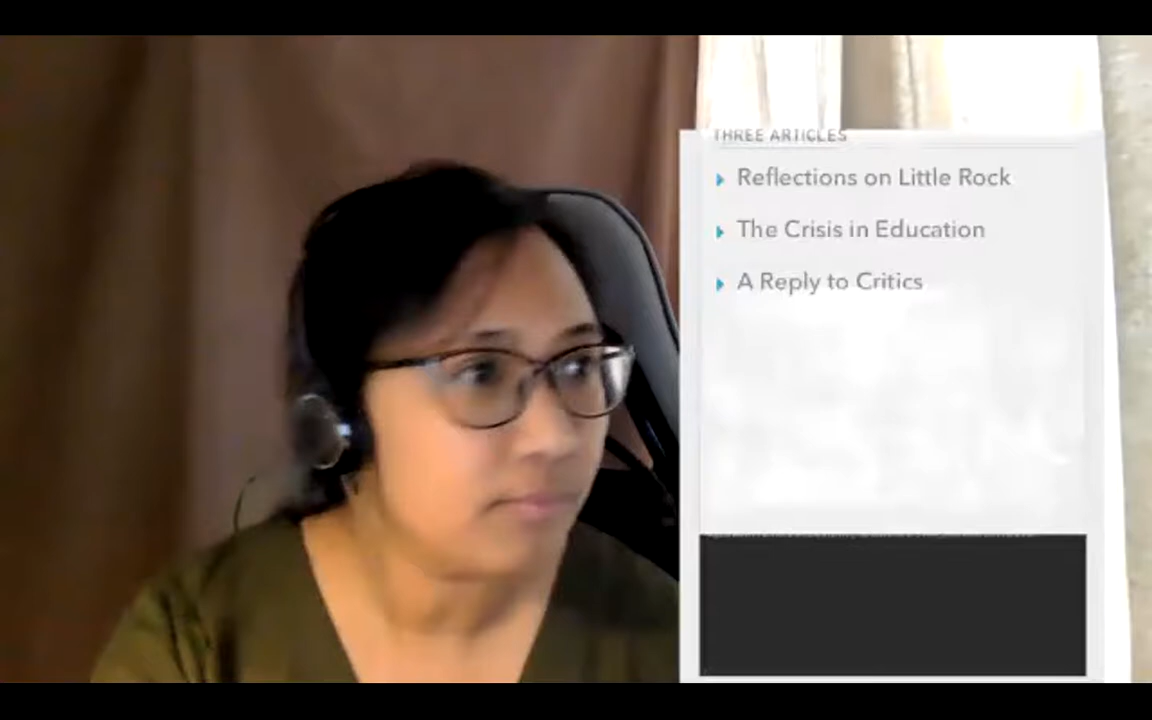 THREE ARTICLES
Reflections on Little Rock
The Crisis in Education
A Reply to Critics